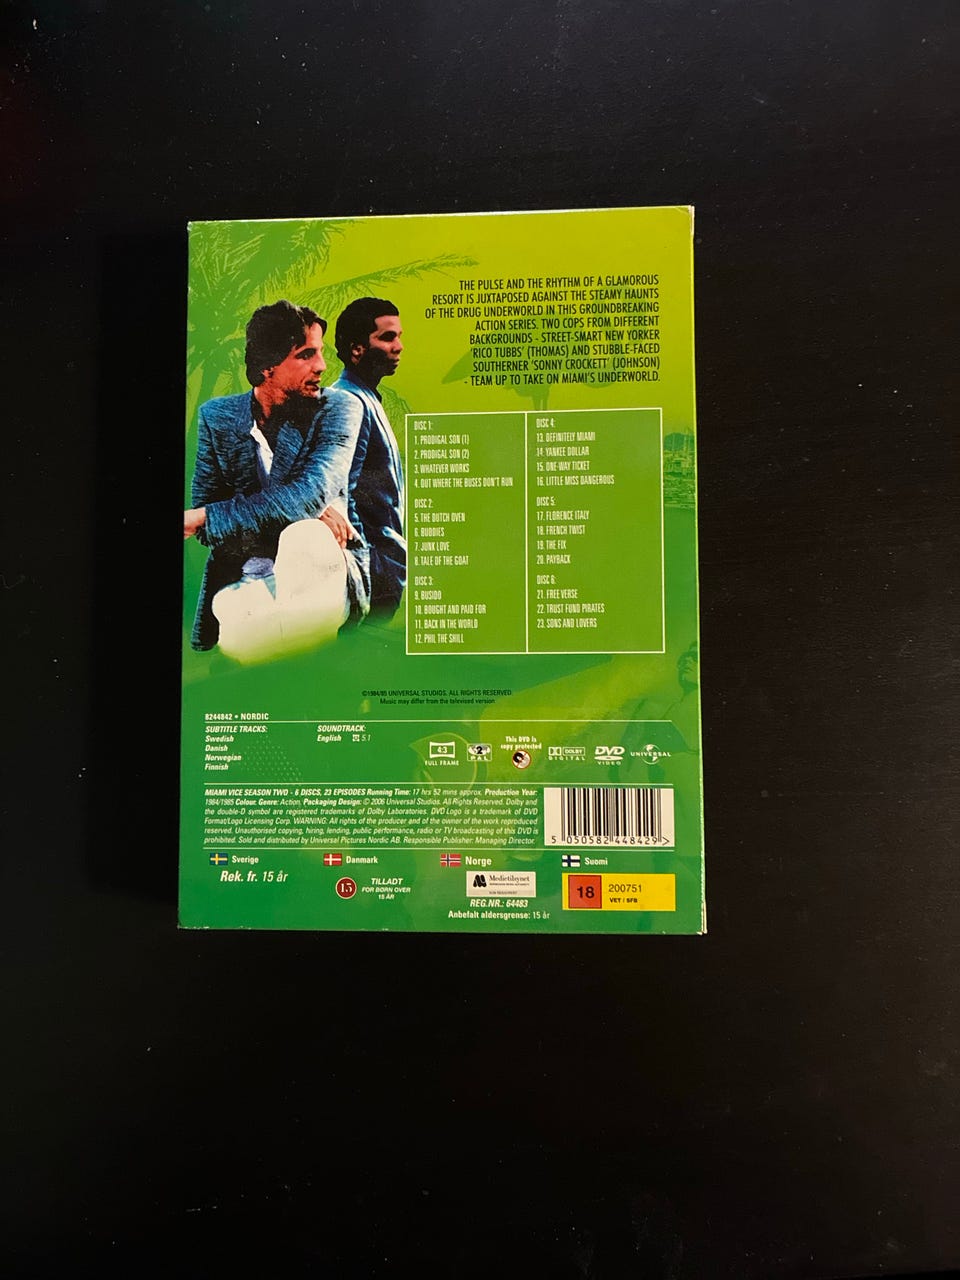 THE PULSE AND THE RHYTHM OF A GLAMOROUS
RESORT IS JUXTAPOSED AGAINST THE STEAMY HAUNTS
OF THE DRUG UNDERWORLD IN THIS GROUNDBREAKING
ACTION SERIES. TWO COPS FROM DIFFERENT
BACKGROUNDS - STREET-SMART NEW YORKER
'RICO TUBBS' (THOMAS) AND STUBBLE-FACED
SOUTHERNER 'SONNY CROCKETT' (JOHNSON)
- TEAM UP TO TAKE ON MIAMI'S UNDERWORLD.
DISC 1:
1. PRODIGAL SON (1)
2. PRODIGAL SON (2)
3. WHATEVER WORKS
4. OUT WHERE THE BUSES DON'T RUN
DISC 2:
5. THE DUTCH OVEN
6. BUDDIES
7. JUNK LOVE
8. TALE OF THE GOAT
DISC 3:
9. BUSIDO
10. BOUGHT AND PAID FOR
11. BACK IN THE WORLD
12. PHIL THE SHILL
DISC 4:
13. DEFINITELY MIAMI
14. YANKEE DOLLAR
15. ONE-WAY TICKET
16. LITTLE MISS DANGEROUS
DISC 5:
17. FLORENCE ITALY
18. FRENCH TWIST
19. THE FIX
20. PAYBACK
DISC 6:
21. FREE VERSE
22. TRUST FUND PIRATES
23. SONS AND LOVERS
©1984/85 UNIVERSAL STUDIOS. ALL RIGHTS RESERVED.
Music may differ from the televised version
8244842 • NORDIC
SUBTITLE TRACKS:
Swedish
Danish
Norwegian
Finnish
SOUNDTRACK:
English 5.1
4:3
FULL FRAME
2
PAL
This DVD is
copy protected
DOLBY
DIGITAL
DVD
VIDEO
UNIVERSAL
MIAMI VICE SEASON TWO - 6 DISCS, 23 EPISODES Running Time: 17 hrs 52 mins approx. Production Year:
1984/1985 Colour. Genre: Action. Packaging Design: © 2006 Universal Studios. All Rights Reserved. Dolby and
the double-D symbol are registered trademarks of Dolby Laboratories. DVD Logo is a trademark of DVD
Format/Logo Licensing Corp. WARNING: All rights of the producer and of the owner of the work reproduced
reserved. Unauthorised copying, hiring, lending, public performance, radio or TV broadcasting of this DVD is
prohibited. Sold and distributed by Universal Pictures Nordic AB. Responsible Publisher: Managing Director.
5 050582 448429 >
Sverige
Rek. fr. 15 år
Danmark
15
TILLADT
FOR BØRN OVER
15 ÅR
Norge
Medietilsynet
REG.NR.: 64483
Anbefalt aldersgrense: 15 år
Suomi
18
200751
VET / SFB